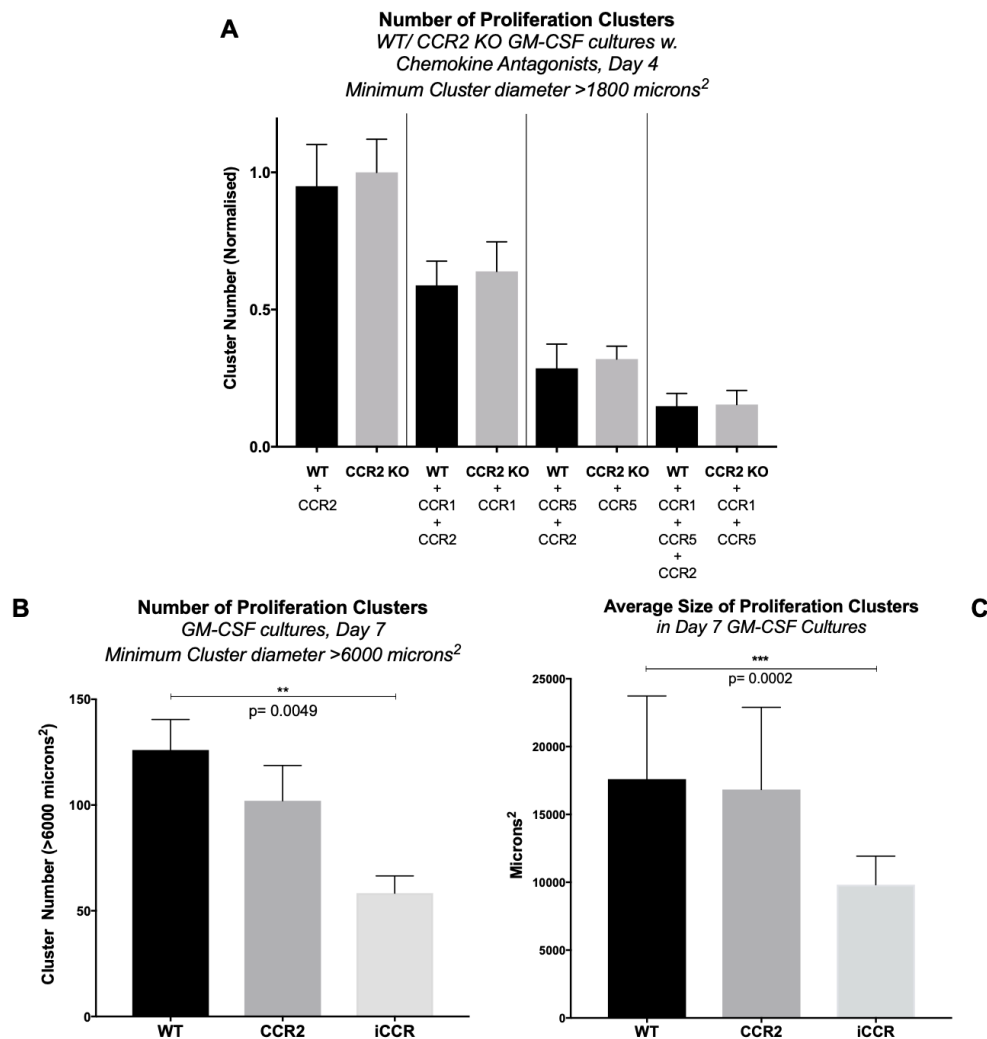 A
Number of Proliferation Clusters
WT/ CCR2 KO GM-CSF cultures w.
Chemokine Antagonists, Day 4
Minimum Cluster diameter >1800 microns²
Cluster Number (Normalised)
1.0
0.5
0.0
WT + CCR2
CCR2 KO
WT + CCR1 + CCR2
CCR2 KO + CCR1
WT + CCR5 + CCR2
CCR2 KO + CCR5
WT + CCR1 + CCR5 + CCR2
CCR2 KO + CCR1 + CCR5
B
Number of Proliferation Clusters
GM-CSF cultures, Day 7
Minimum Cluster diameter >6000 microns²
Cluster Number (>6000 microns²)
150
100
50
0
**
p= 0.0049
WT
CCR2
iCCR
C
Average Size of Proliferation Clusters
in Day 7 GM-CSF Cultures
Microns²
25000
20000
15000
10000
5000
0
***
p= 0.0002
WT
CCR2
iCCR